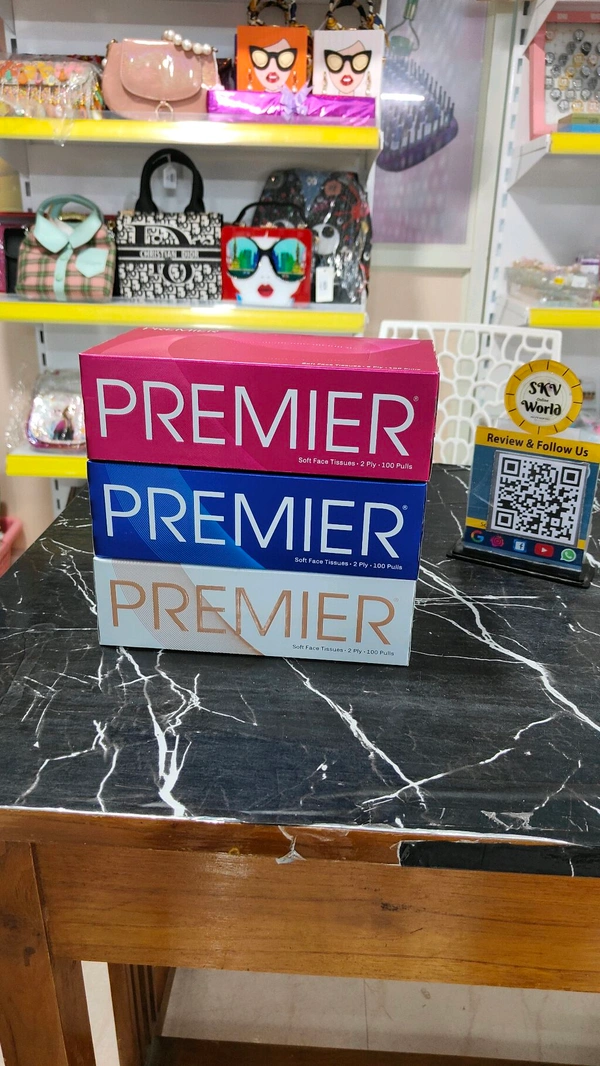 CHRISTIAN DIOR
PREMIER®
Soft Face Tissues • 2 Ply • 100 Pulls
PREMIER®
Soft Face Tissues • 2 Ply • 100 Pulls
PREMIER
Soft Face Tissues • 2 Ply • 100 Pulls
SKV
World
Review & Follow Us